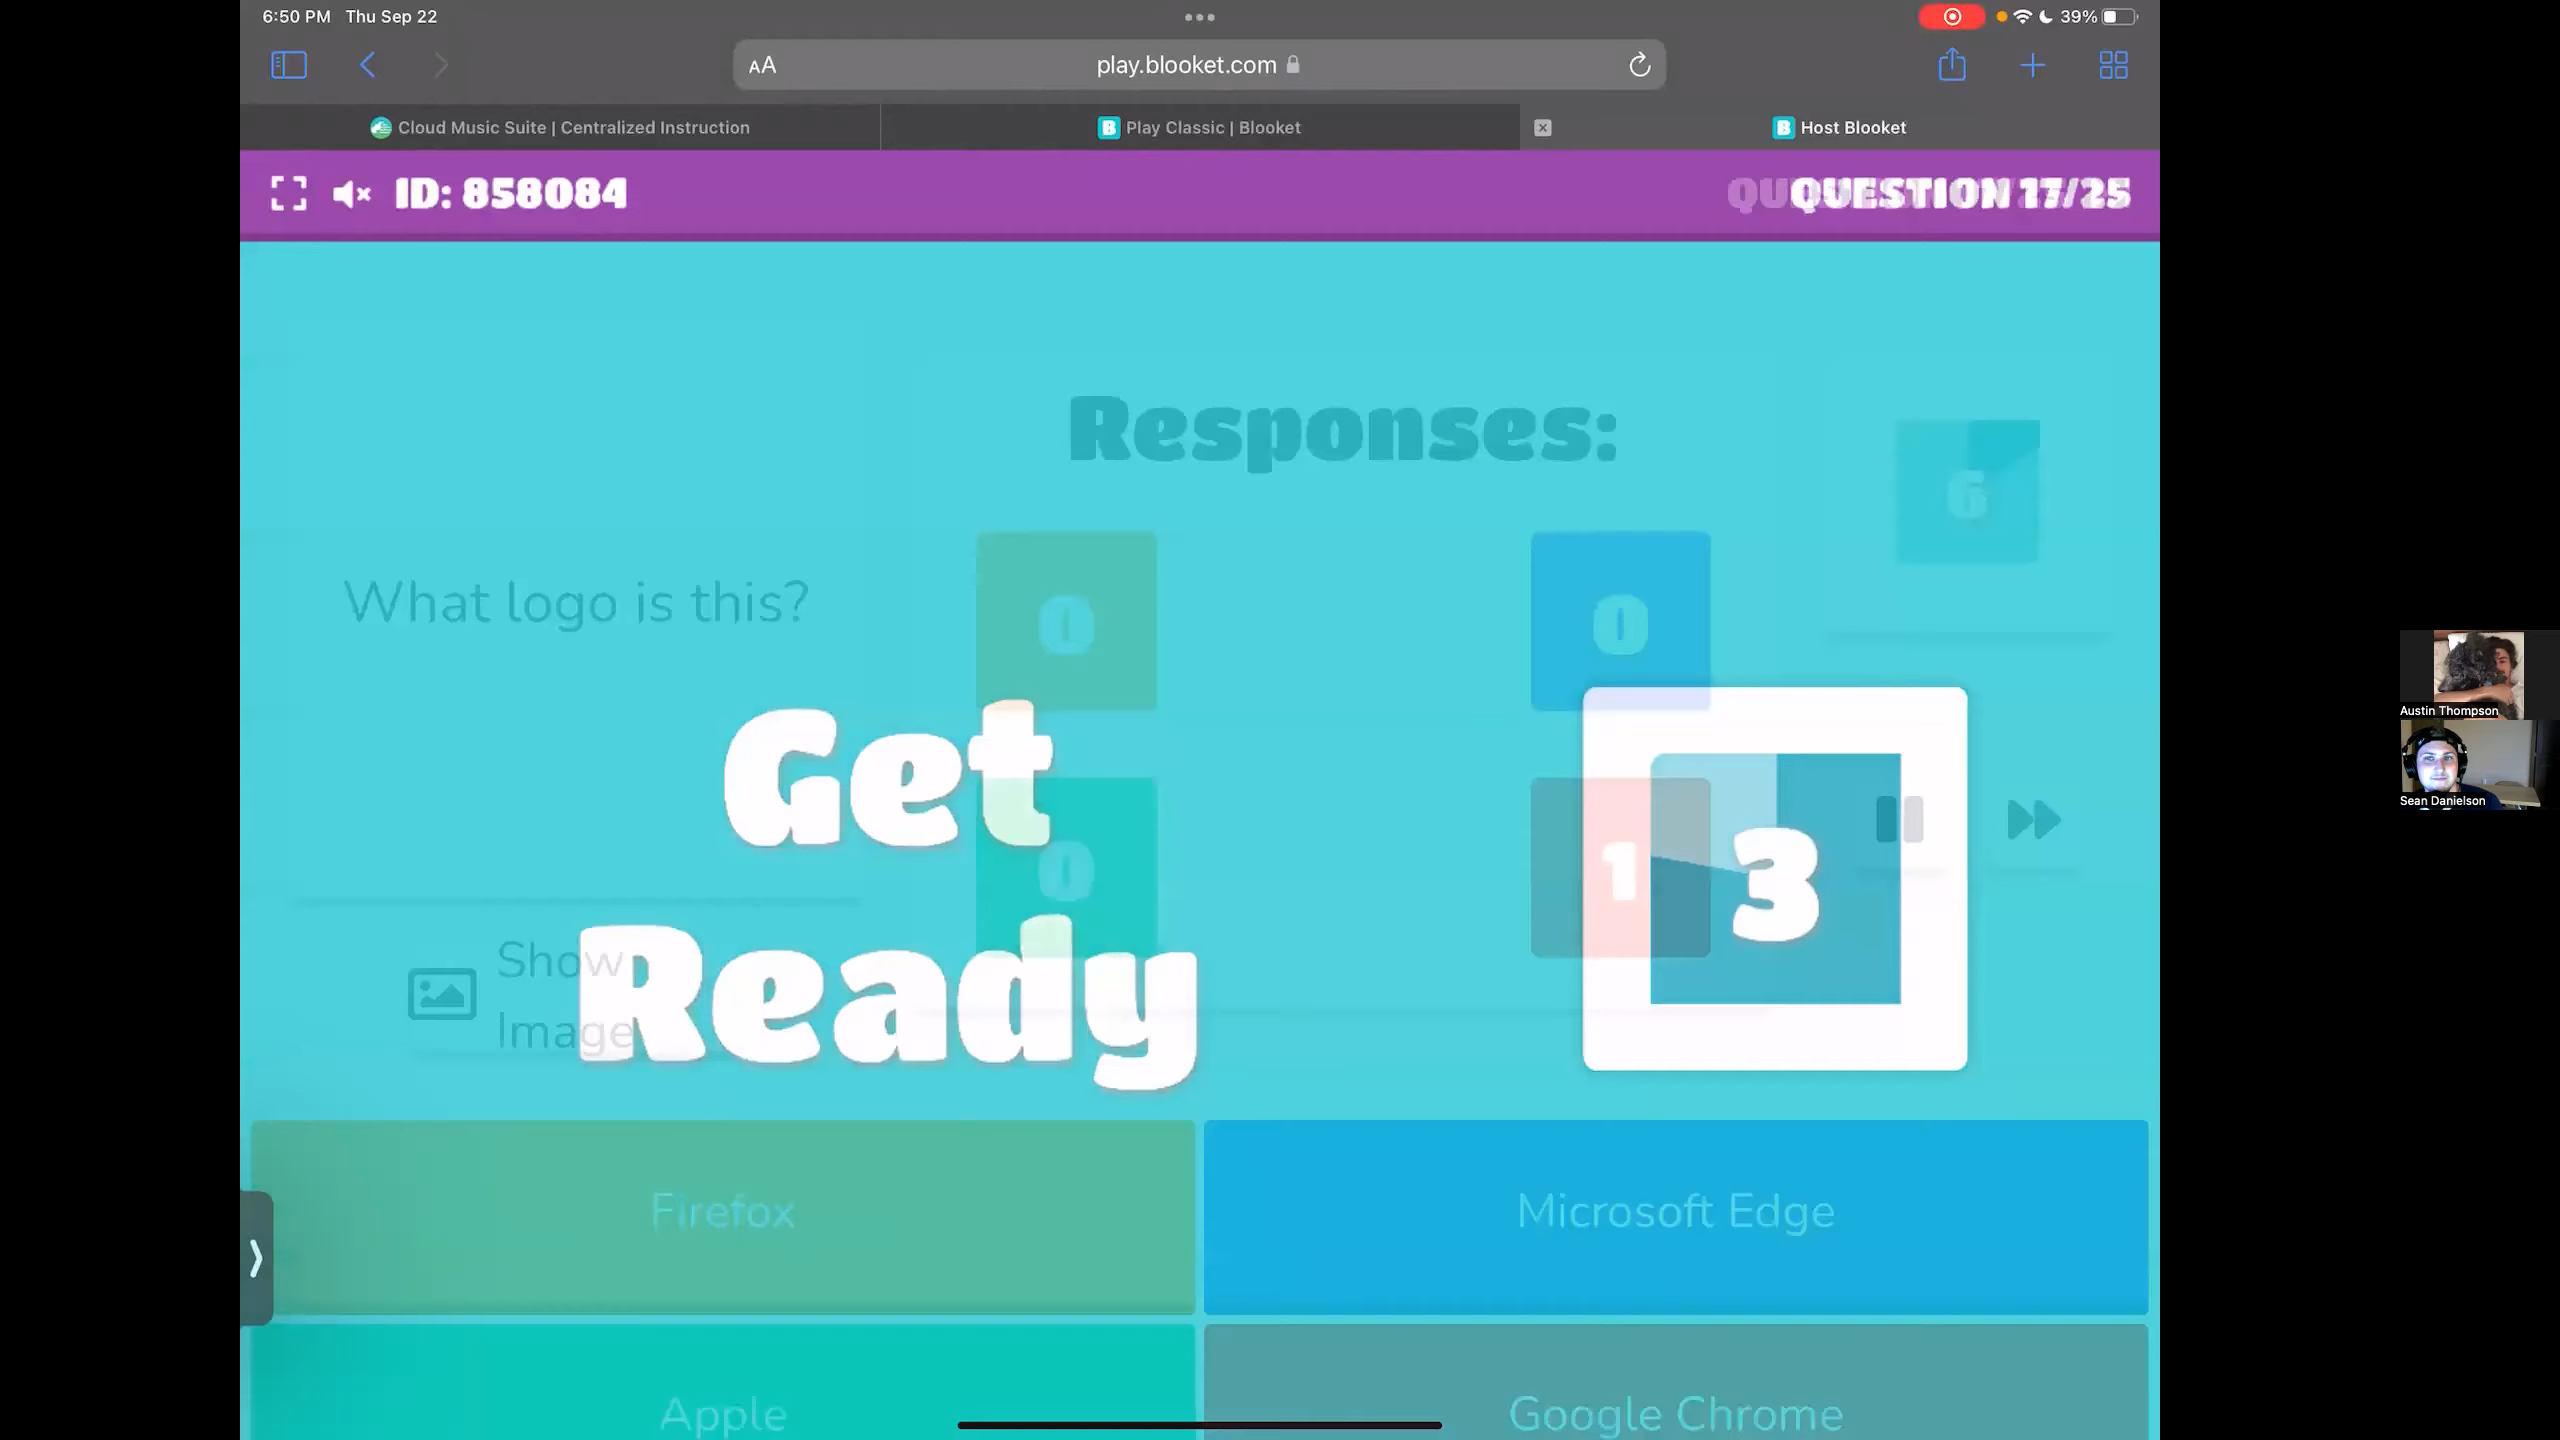 6:50 PM Thu Sep 22
39%
AA
play.blooket.com
Cloud Music Suite | Centralized Instruction
B Play Classic | Blooket
B Host Blooket
ID: 858084
QUESTION 17/25
Responses:
6
What logo is this?
0
0
Get
Ready
0
1
3
Show
Image
Austin Thompson
Sean Danielson
Firefox
Microsoft Edge
Apple
Google Chrome